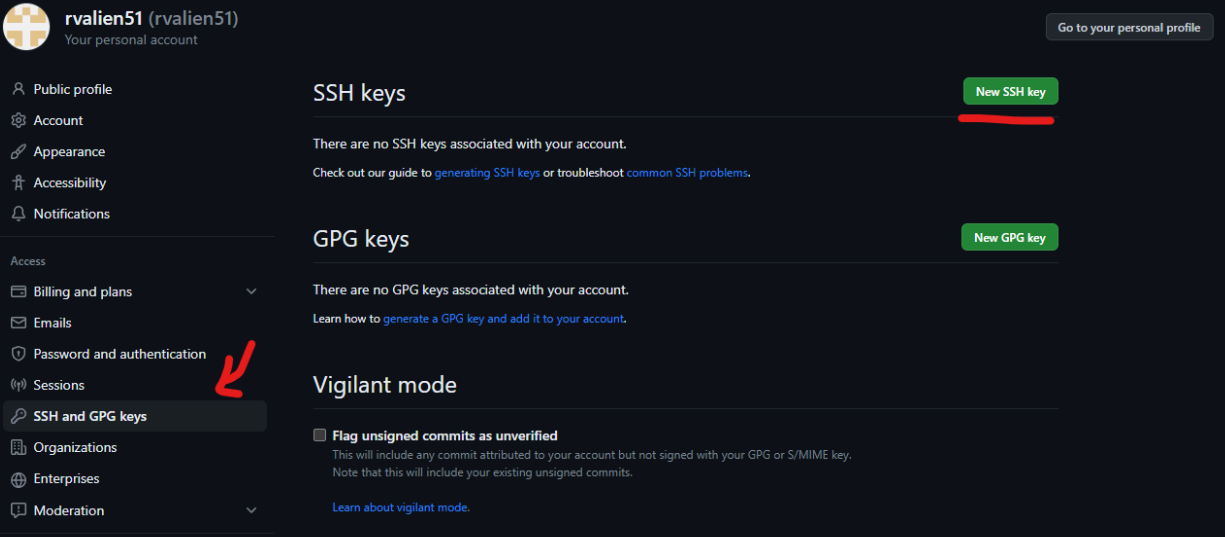 rvalien51 (rvalien51)
Your personal account
Go to your personal profile
Public profile
Account
Appearance
Accessibility
Notifications
Access
Billing and plans
Emails
Password and authentication
Sessions
SSH and GPG keys
Organizations
Enterprises
Moderation
SSH keys
New SSH key
There are no SSH keys associated with your account.
Check out our guide to generating SSH keys or troubleshoot common SSH problems.
GPG keys
New GPG key
There are no GPG keys associated with your account.
Learn how to generate a GPG key and add it to your account.
Vigilant mode
Flag unsigned commits as unverified
This will include any commit attributed to your account but not signed with your GPG or S/MIME key.
Note that this will include your existing unsigned commits.
Learn about vigilant mode.